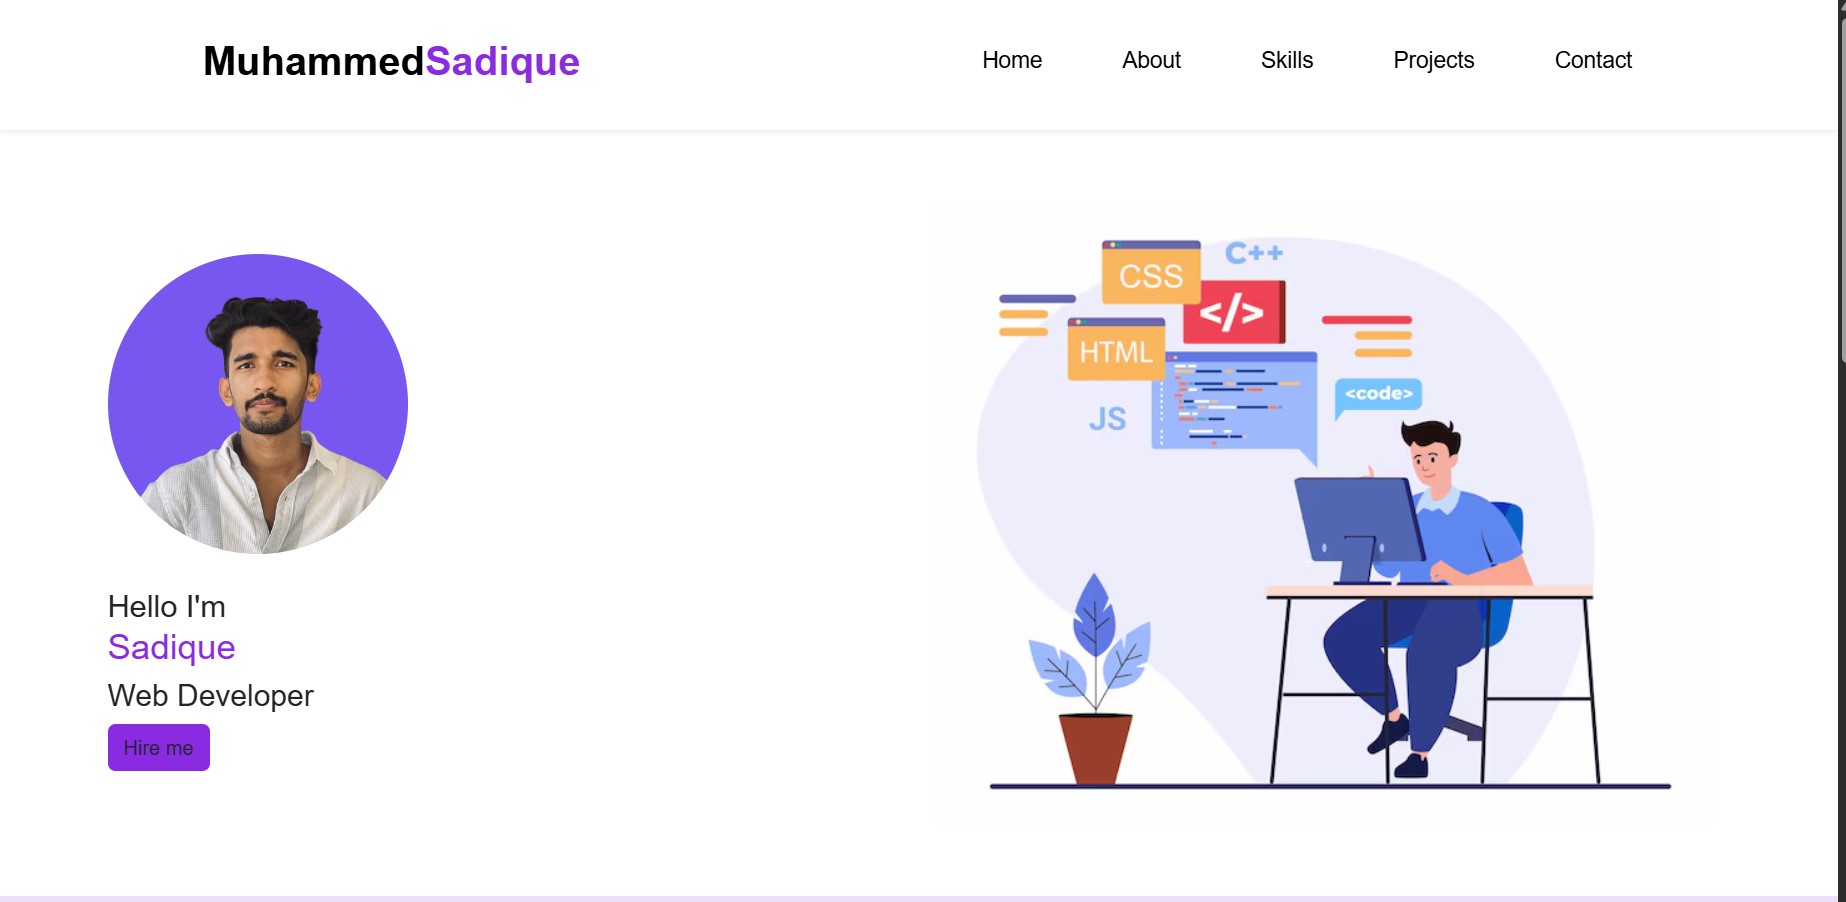 MuhammedSadique
Home About Skills Projects Contact
Hello I'm
Sadique
Web Developer
Hire me
CSS
C++
</>
HTML
<code>
JS